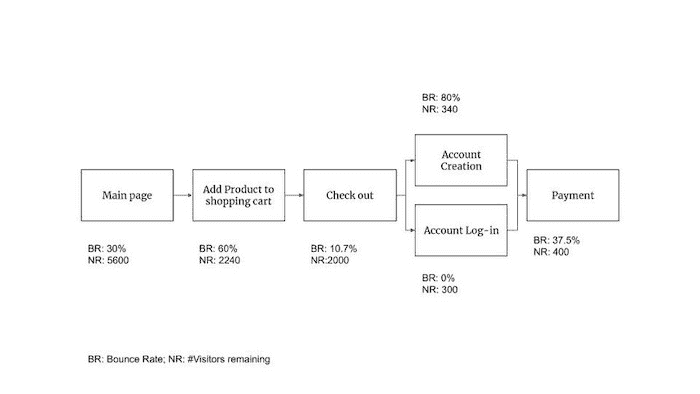 BR: 80%
NR: 340
Account
Creation
Main page
Add Product to
shopping cart
Check out
Payment
Account Log-in
BR: 30%
NR: 5600
BR: 60%
NR: 2240
BR: 10.7%
NR:2000
BR: 37.5%
NR: 400
BR: 0%
NR: 300
BR: Bounce Rate; NR: #Visitors remaining